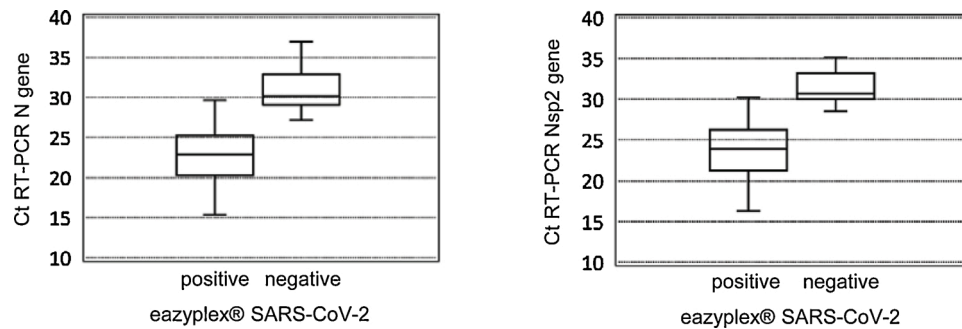 Ct RT-PCR N gene
40
35
30
25
20
15
10
positive negative
eazyplex® SARS-CoV-2
Ct RT-PCR Nsp2 gene
40
35
30
25
20
15
10
positive negative
eazyplex® SARS-CoV-2